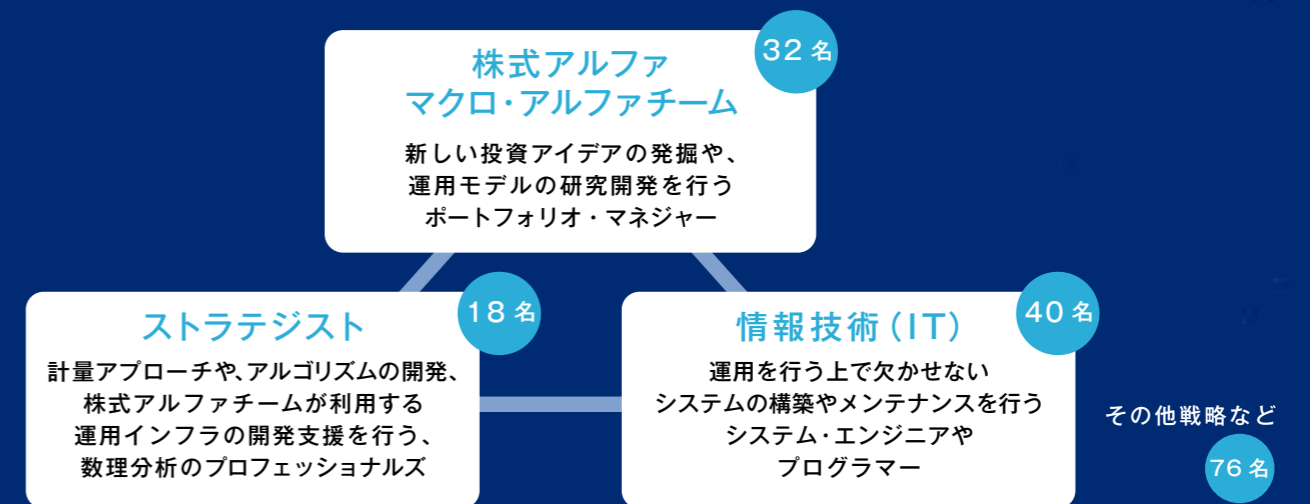 32名
株式アルファ
マクロ・アルファチーム
新しい投資アイデアの発掘や、
運用モデルの研究開発を行う
ポートフォリオ・マネジャー
18名
ストラテジスト
計量アプローチや、アルゴリズムの開発、
株式アルファチームが利用する
運用インフラの開発支援を行う、
数理分析のプロフェッショナルズ
40名
情報技術（IT）
運用を行う上で欠かせない
システムの構築やメンテナンスを行う
システム・エンジニアや
プログラマー
その他戦略など
76名